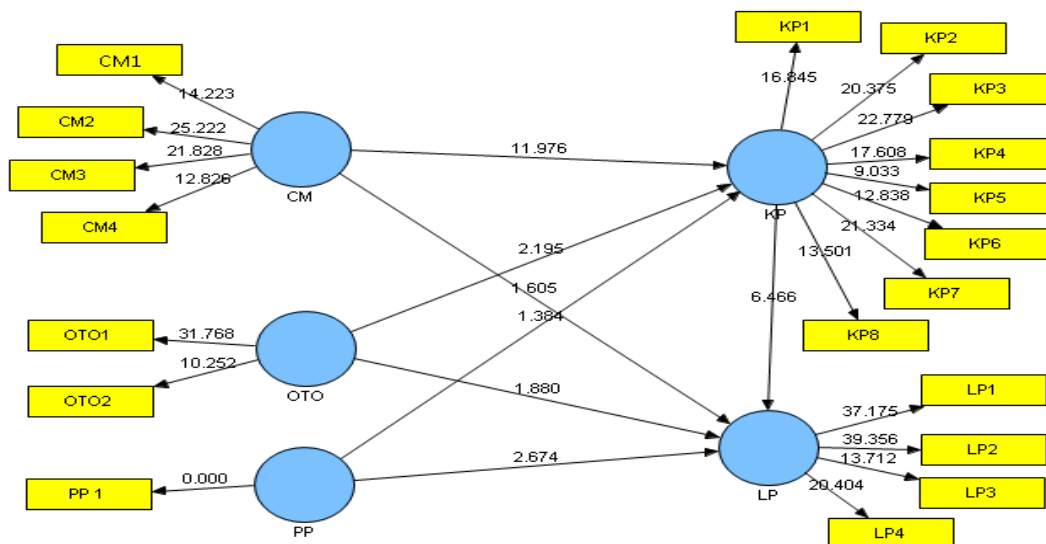 CM1
CM2
CM3
CM4
14.223
25.222
21.828
12.826
CM
11.976
2.195
1.605
1.384
KP1
KP2
KP3
KP4
KP5
KP6
KP7
KP8
16.845
20.375
22.779
17.608
9.033
12.838
21.334
13.501
KP
6.466
OTO1
OTO2
31.768
10.252
OTO
1.880
PP 1
0.000
PP
2.674
LP
LP1
LP2
LP3
LP4
37.175
39.356
13.712
20.404